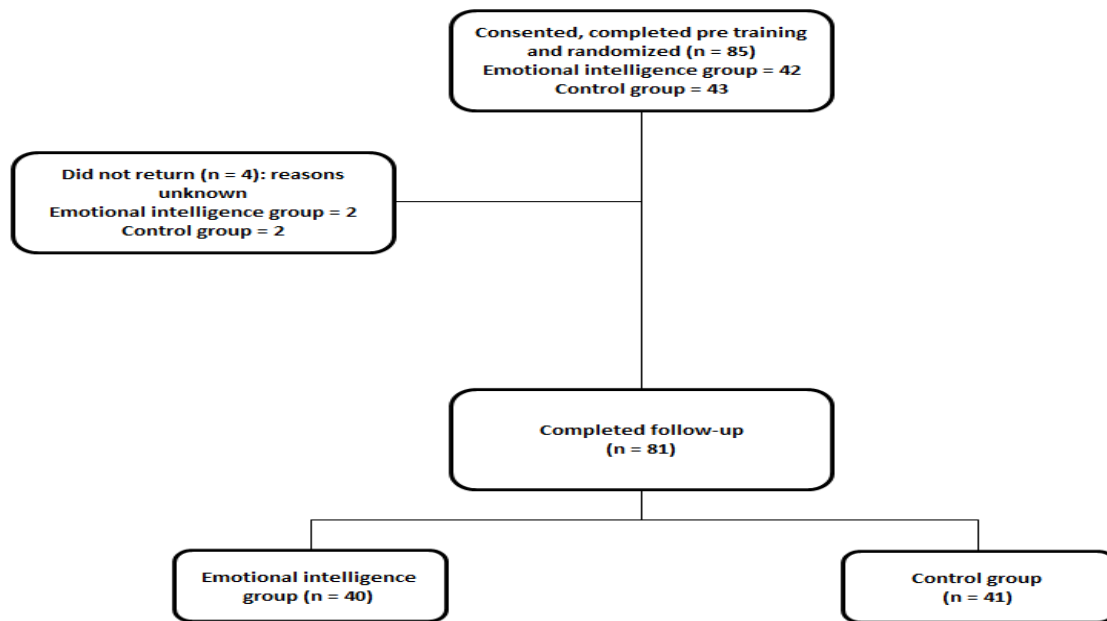 Consented, completed pre training
and randomized (n = 85)
Emotional intelligence group = 42
Control group = 43
Did not return (n = 4): reasons
unknown
Emotional intelligence group = 2
Control group = 2
Completed follow-up
(n = 81)
Emotional intelligence
group (n = 40)
Control group
(n = 41)